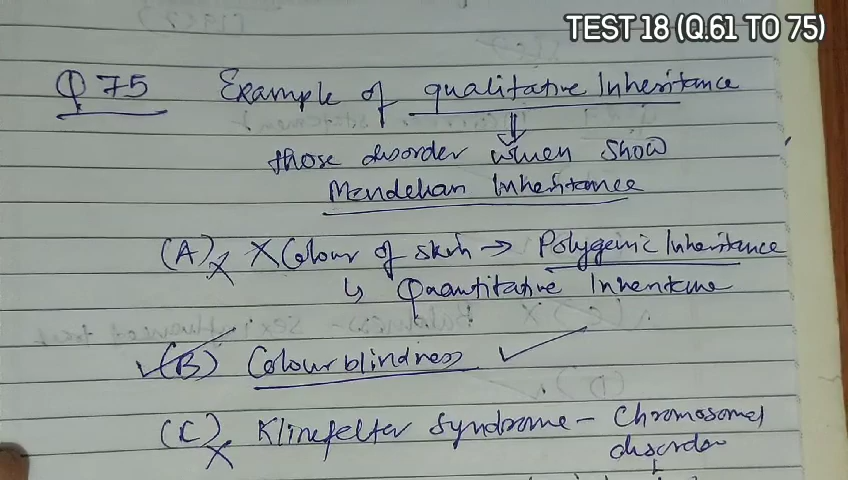 TEST 18 (Q.61 TO 75)
Q 75 Example of qualitative Inheritance
those disorder when show
Mendelian Inheritance
(A) X X Colour of skin → Polygenic Inheritance
↳ Quantitative Inheritance
(B) Colourblindness ✓
(C) X Klinefelter Syndrome - Chromosomal
disorder